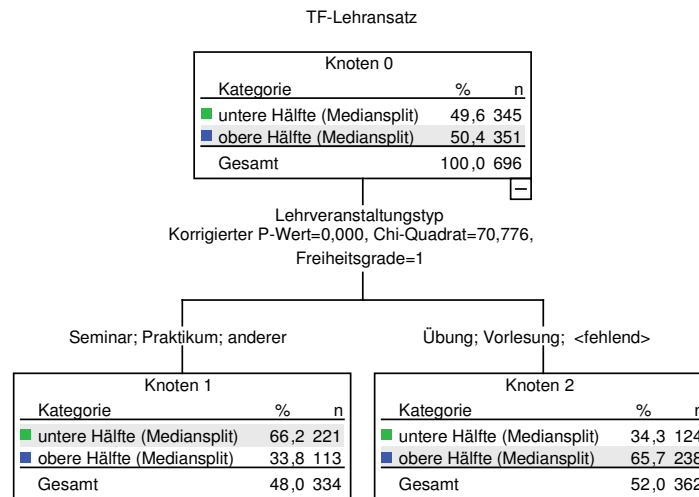 TF-Lehransatz
Knoten 0
Kategorie % n
untere Hälfte (Mediansplit) 49,6 345
obere Hälfte (Mediansplit) 50,4 351
Gesamt 100,0 696
Lehrveranstaltungstyp
Korrigierter P-Wert=0,000, Chi-Quadrat=70,776,
Freiheitsgrade=1
Seminar; Praktikum; anderer
Übung; Vorlesung; <fehlend>
Knoten 1
Kategorie % n
untere Hälfte (Mediansplit) 66,2 221
obere Hälfte (Mediansplit) 33,8 113
Gesamt 48,0 334
Knoten 2
Kategorie % n
untere Hälfte (Mediansplit) 34,3 124
obere Hälfte (Mediansplit) 65,7 238
Gesamt 52,0 362